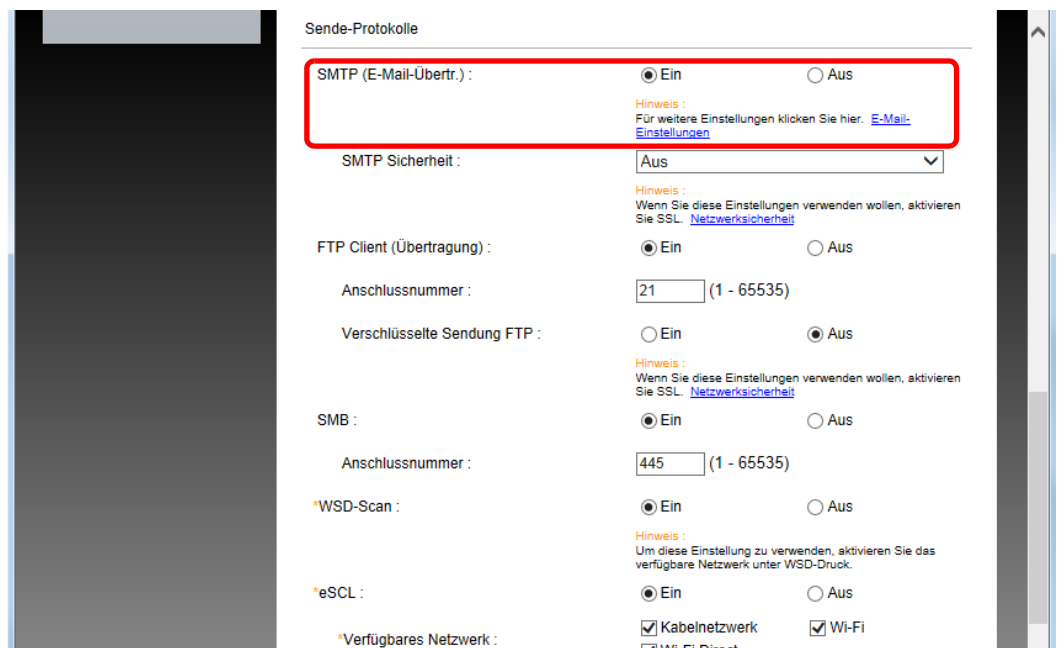 Sende-Protokolle
SMTP (E-Mail-Übertr.) : Ein Aus
Hinweis :
Für weitere Einstellungen klicken Sie hier. E-Mail-
Einstellungen
SMTP Sicherheit : Aus
Hinweis :
Wenn Sie diese Einstellungen verwenden wollen, aktivieren
Sie SSL. Netzwerksicherheit
FTP Client (Übertragung) : Ein Aus
Anschlussnummer : 21 (1 - 65535)
Verschlüsselte Sendung FTP : Ein Aus
Hinweis :
Wenn Sie diese Einstellungen verwenden wollen, aktivieren
Sie SSL. Netzwerksicherheit
SMB : Ein Aus
Anschlussnummer : 445 (1 - 65535)
*WSD-Scan : Ein Aus
Hinweis :
Um diese Einstellung zu verwenden, aktivieren Sie das
verfügbare Netzwerk unter WSD-Druck.
*eSCL : Ein Aus
*Verfügbares Netzwerk : Kabelnetzwerk Wi-Fi
Wi-Fi Direct